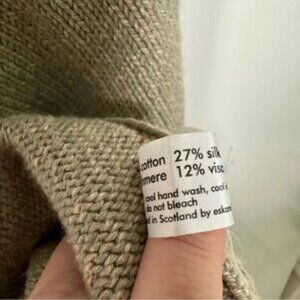 cotton 27% silk
mere 12% visc
cool hand wash, cool i
do not bleach
d in Scotland by eskan